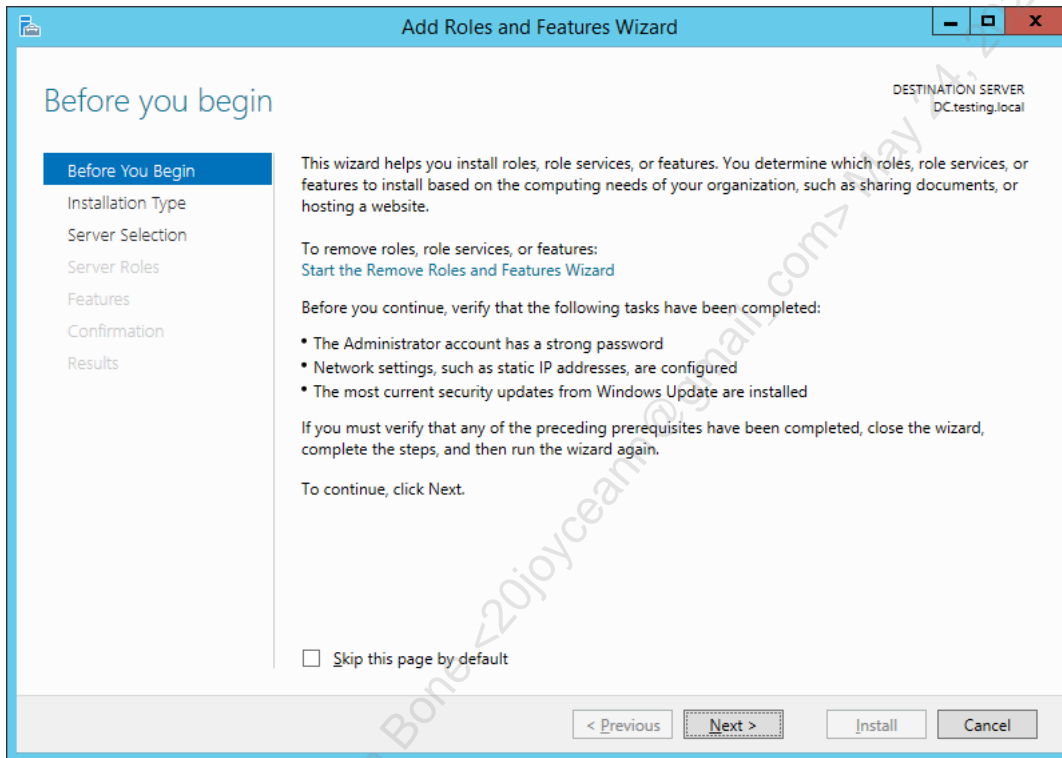 Add Roles and Features Wizard
Before you begin
DESTINATION SERVER
DC.testing.local
Before You Begin
Installation Type
Server Selection
Server Roles
Features
Confirmation
Results
This wizard helps you install roles, role services, or features. You determine which roles, role services, or
features to install based on the computing needs of your organization, such as sharing documents, or
hosting a website.
To remove roles, role services, or features:
Start the Remove Roles and Features Wizard
Before you continue, verify that the following tasks have been completed:
• The Administrator account has a strong password
• Network settings, such as static IP addresses, are configured
• The most current security updates from Windows Update are installed
If you must verify that any of the preceding prerequisites have been completed, close the wizard,
complete the steps, and then run the wizard again.
To continue, click Next.
Skip this page by default
< Previous
Next >
Install
Cancel
Bone <20joyceann@gmail_com> May 24,